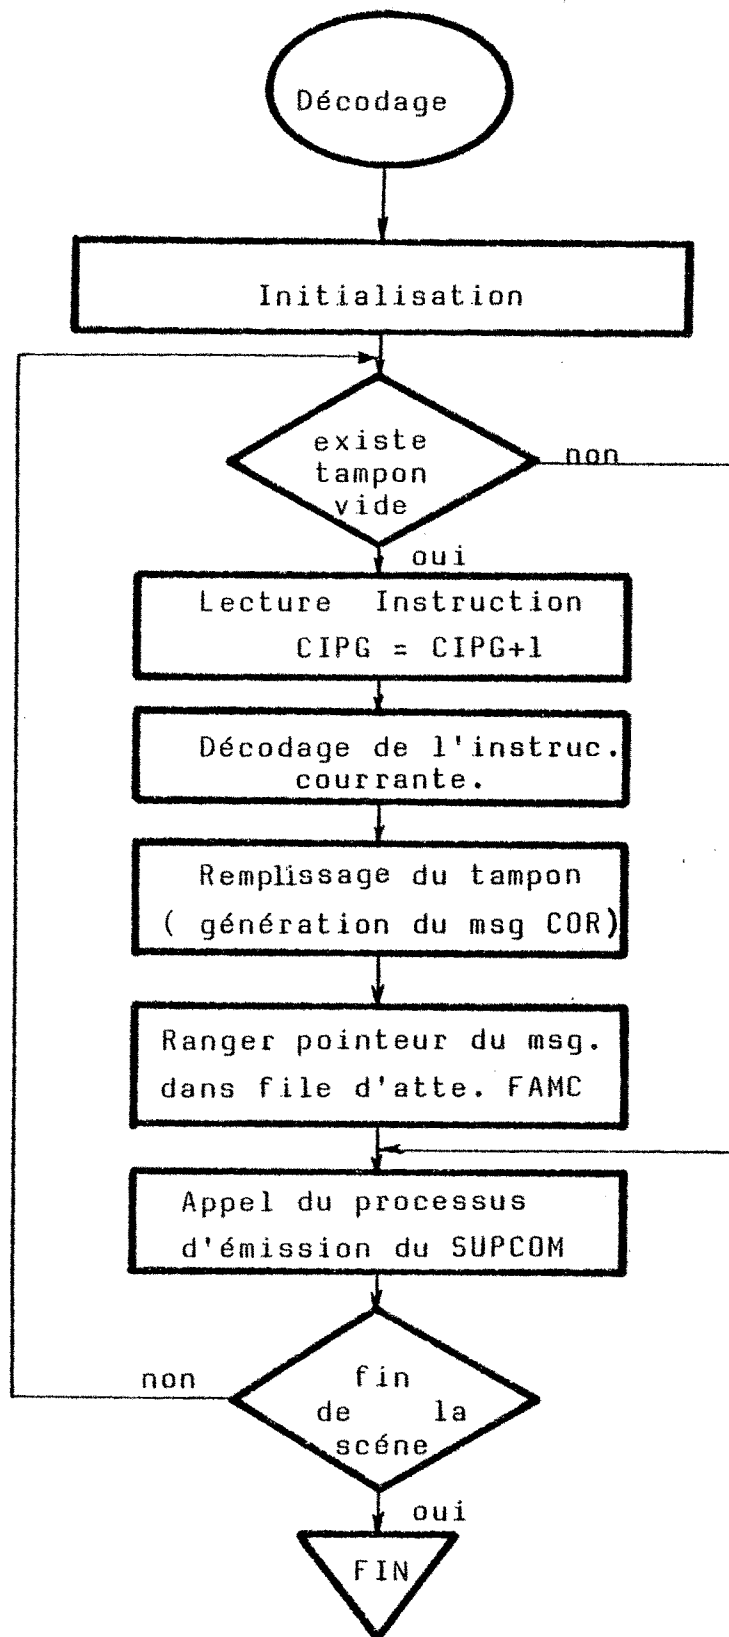 Décodage
Initialisation
existe
tampon
vide
non
oui
Lecture Instruction
CIPG = CIPG+1
Décodage de l'instruc.
courrante.
Remplissage du tampon
( génération du msg COR)
Ranger pointeur du msg.
dans file d'atte. FAMC
Appel du processus
d'émission du SUPCOM
non
fin
de la
scéne
oui
FIN